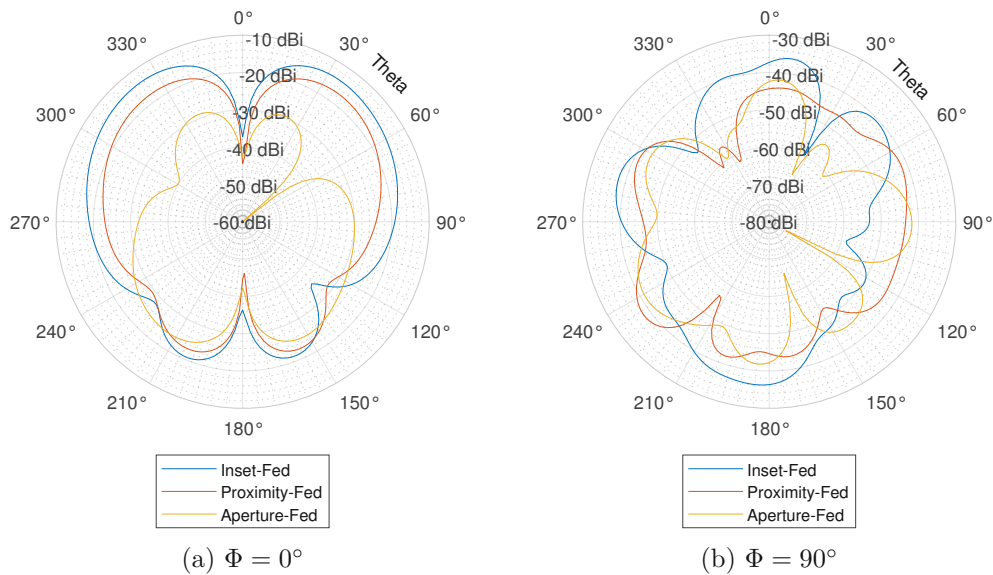 0°
-10 dBi
330°
30°
Theta
-20 dBi
300°
-30 dBi
60°
-40 dBi
-50 dBi
270°
-60 dBi
90°
240°
120°
210°
150°
180°
Inset-Fed
Proximity-Fed
Aperture-Fed
(a) Φ = 0°
0°
-30 dBi
330°
30°
Theta
-40 dBi
300°
-50 dBi
60°
-60 dBi
-70 dBi
270°
-80 dBi
90°
240°
120°
210°
150°
180°
Inset-Fed
Proximity-Fed
Aperture-Fed
(b) Φ = 90°